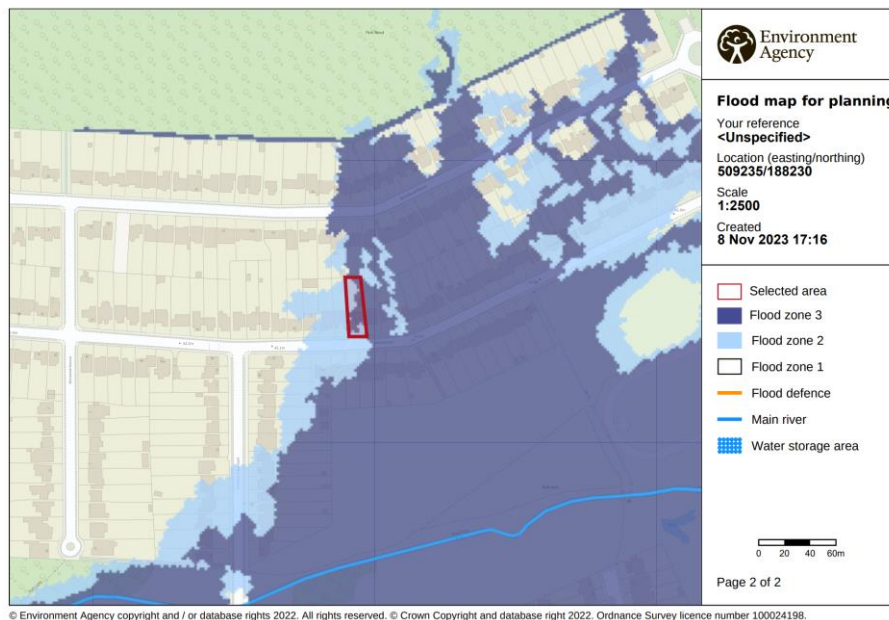 Environment
Agency
Flood map for planning
Your reference
<Unspecified>
Location (easting/northing)
509235/188230
Scale
1:2500
Created
8 Nov 2023 17:16
Selected area
Flood zone 3
Flood zone 2
Flood zone 1
Flood defence
Main river
Water storage area
0 20 40 60m
Page 2 of 2
© Environment Agency copyright and / or database rights 2022. All rights reserved. © Crown Copyright and database right 2022. Ordnance Survey licence number 100024198.